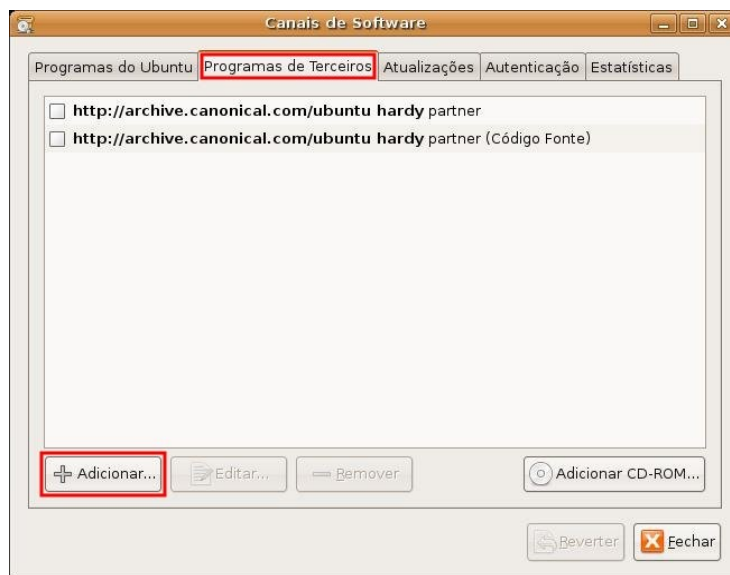 Canais de Software
Programas do Ubuntu Programas de Terceiros Atualizações Autenticação Estatísticas
http://archive.canonical.com/ubuntu hardy partner
http://archive.canonical.com/ubuntu hardy partner (Código Fonte)
Adicionar... Editar... Remover Adicionar CD-ROM...
Reverter Fechar